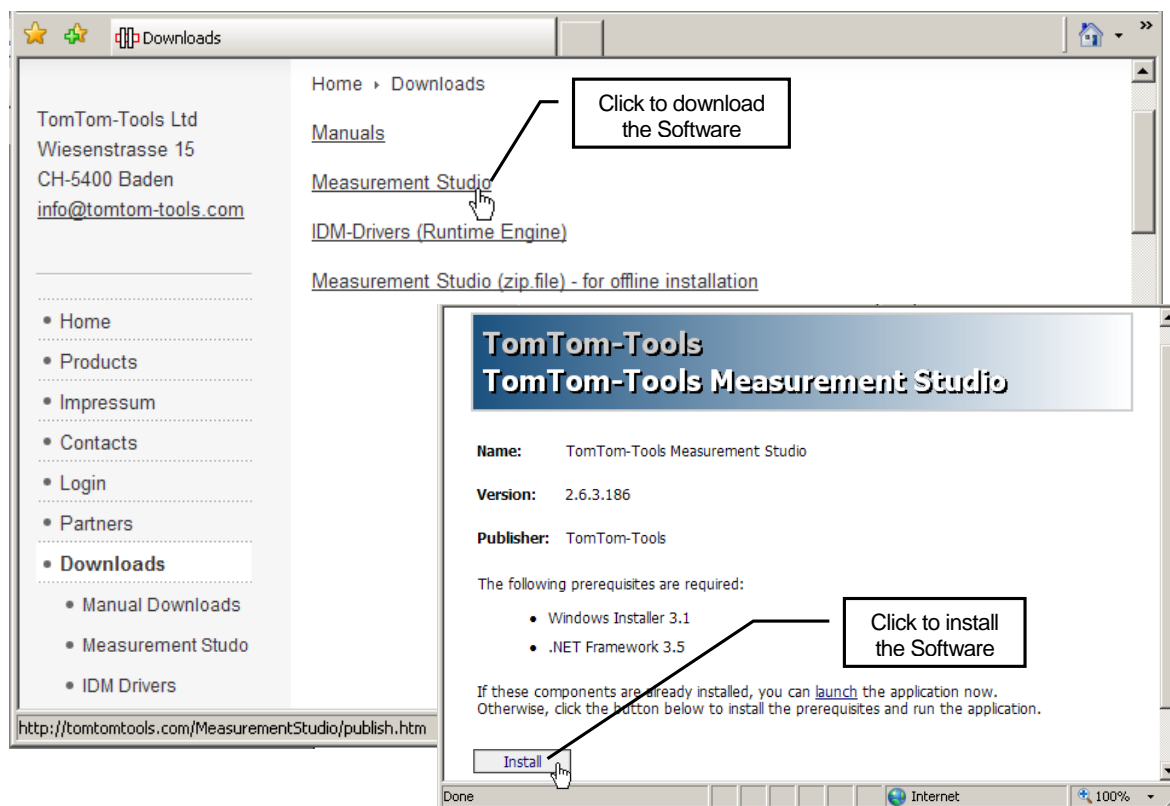 Downloads
»
TomTom-Tools Ltd
Wiesenstrasse 15
CH-5400 Baden
info@tomtom-tools.com
• Home
• Products
• Impressum
• Contacts
• Login
• Partners
• Downloads
• Manual Downloads
• Measurement Studo
• IDM Drivers
Home › Downloads
Click to download
the Software
Manuals
Measurement Studio
IDM-Drivers (Runtime Engine)
Measurement Studio (zip.file) - for offline installation
http://tomtomtools.com/MeasurementStudio/publish.htm
TomTom-Tools
TomTom-Tools Measurement Studio
Name: TomTom-Tools Measurement Studio
Version: 2.6.3.186
Publisher: TomTom-Tools
The following prerequisites are required:
• Windows Installer 3.1
• .NET Framework 3.5
Click to install
the Software
If these components are already installed, you can launch the application now.
Otherwise, click the button below to install the prerequisites and run the application.
Install
Done
Internet
100%